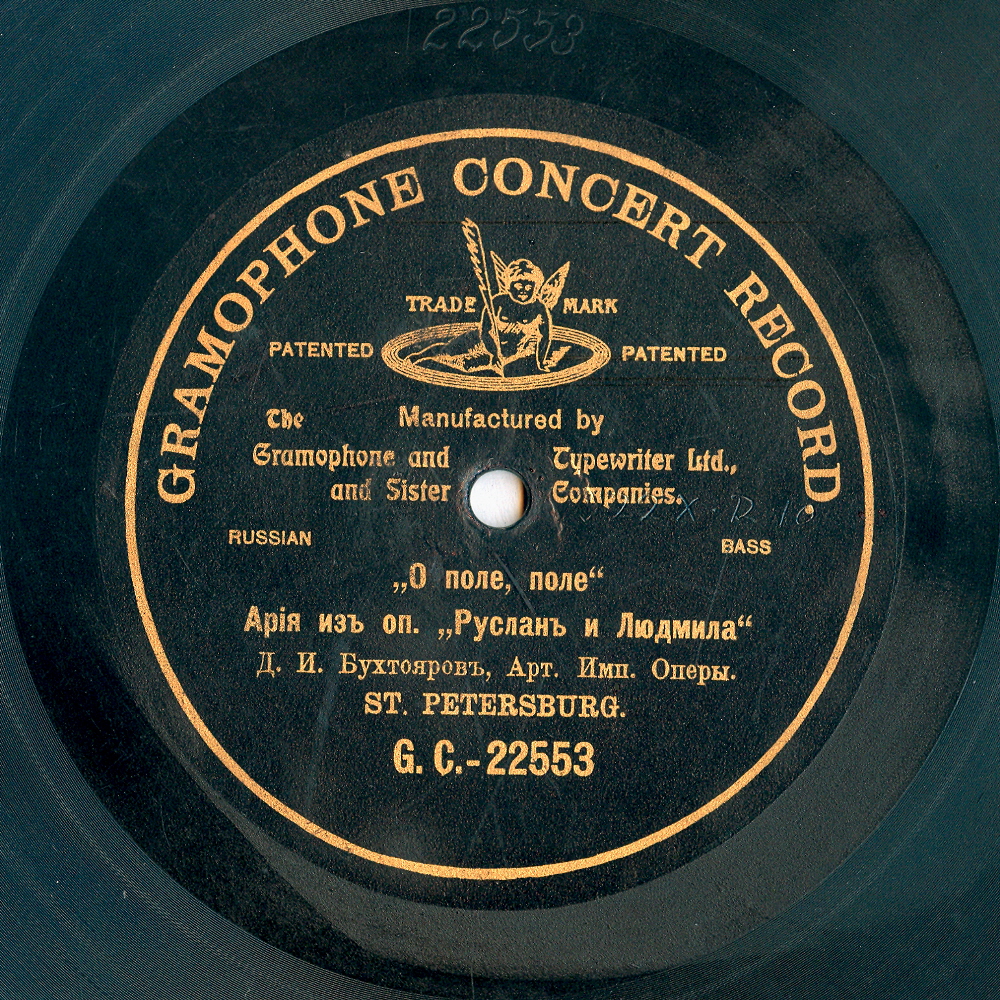 22553
GRAMOPHONE CONCERT RECORD.
TRADE MARK
PATENTED PATENTED
The Manufactured by
Gramophone and Typewriter Ltd.,
and Sister Companies.
RUSSIAN BASS
„О поле, поле“
Арія изъ оп. „Русланъ и Людмила“
Д. И. Бухтояровъ, Арт. Имп. Оперы.
ST. PETERSBURG.
G. C.-22553